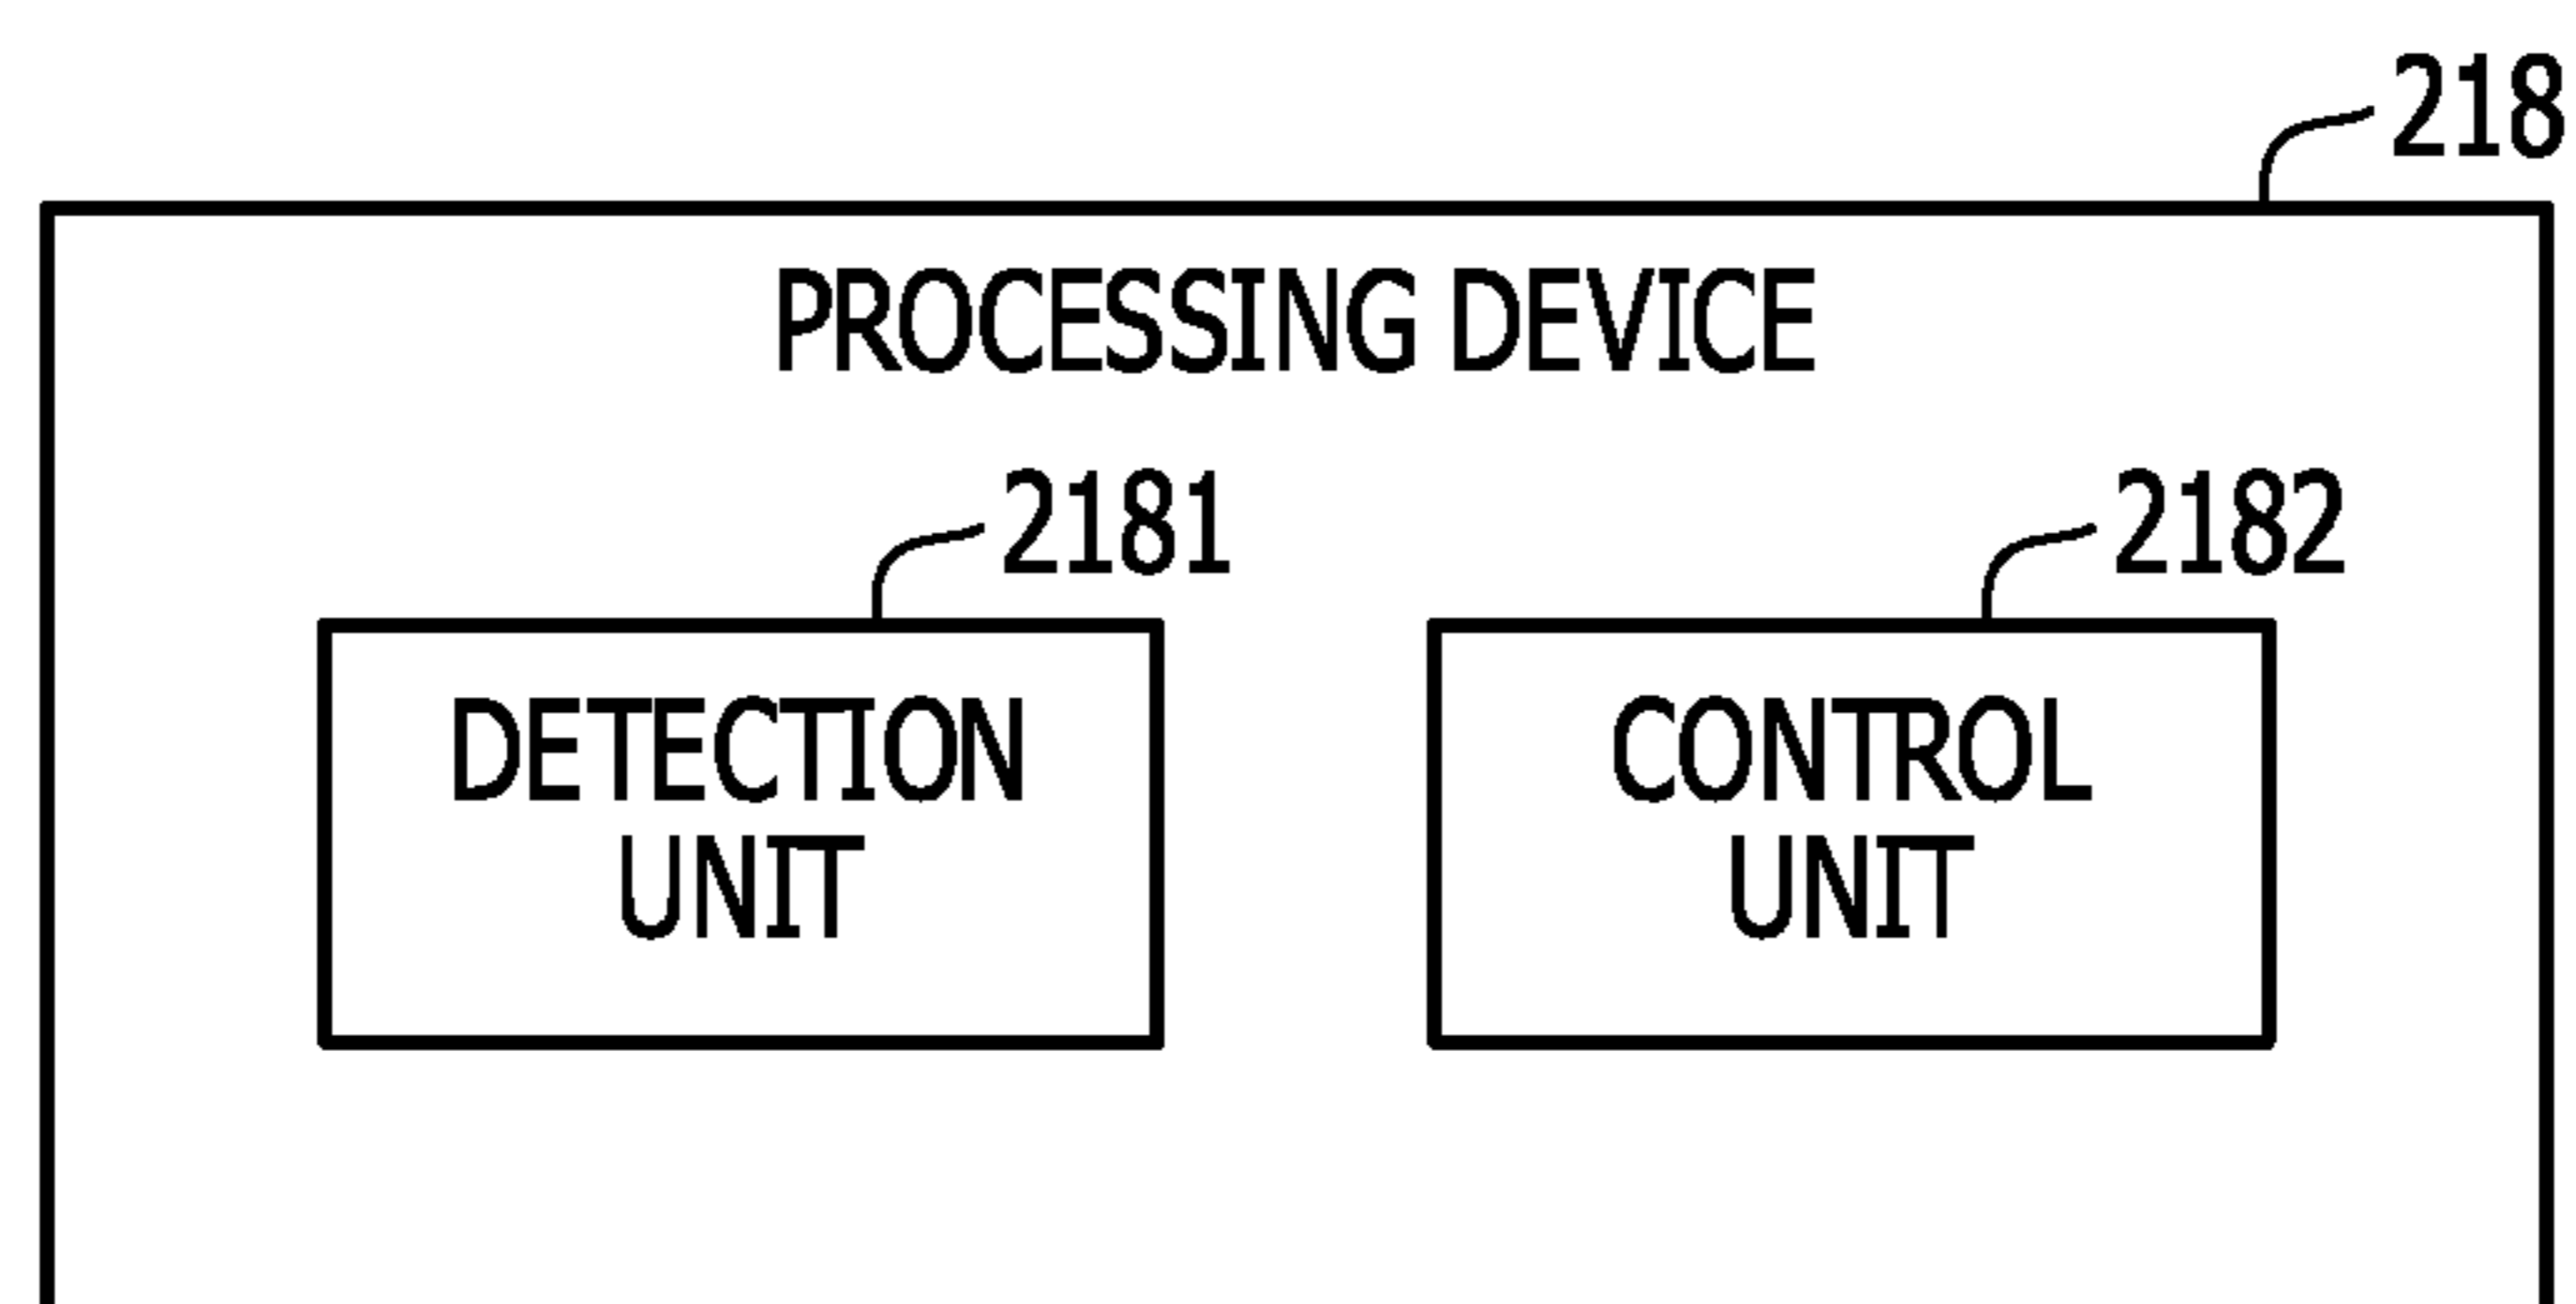 218
PROCESSING DEVICE
2181
2182
DETECTION
UNIT
CONTROL
UNIT